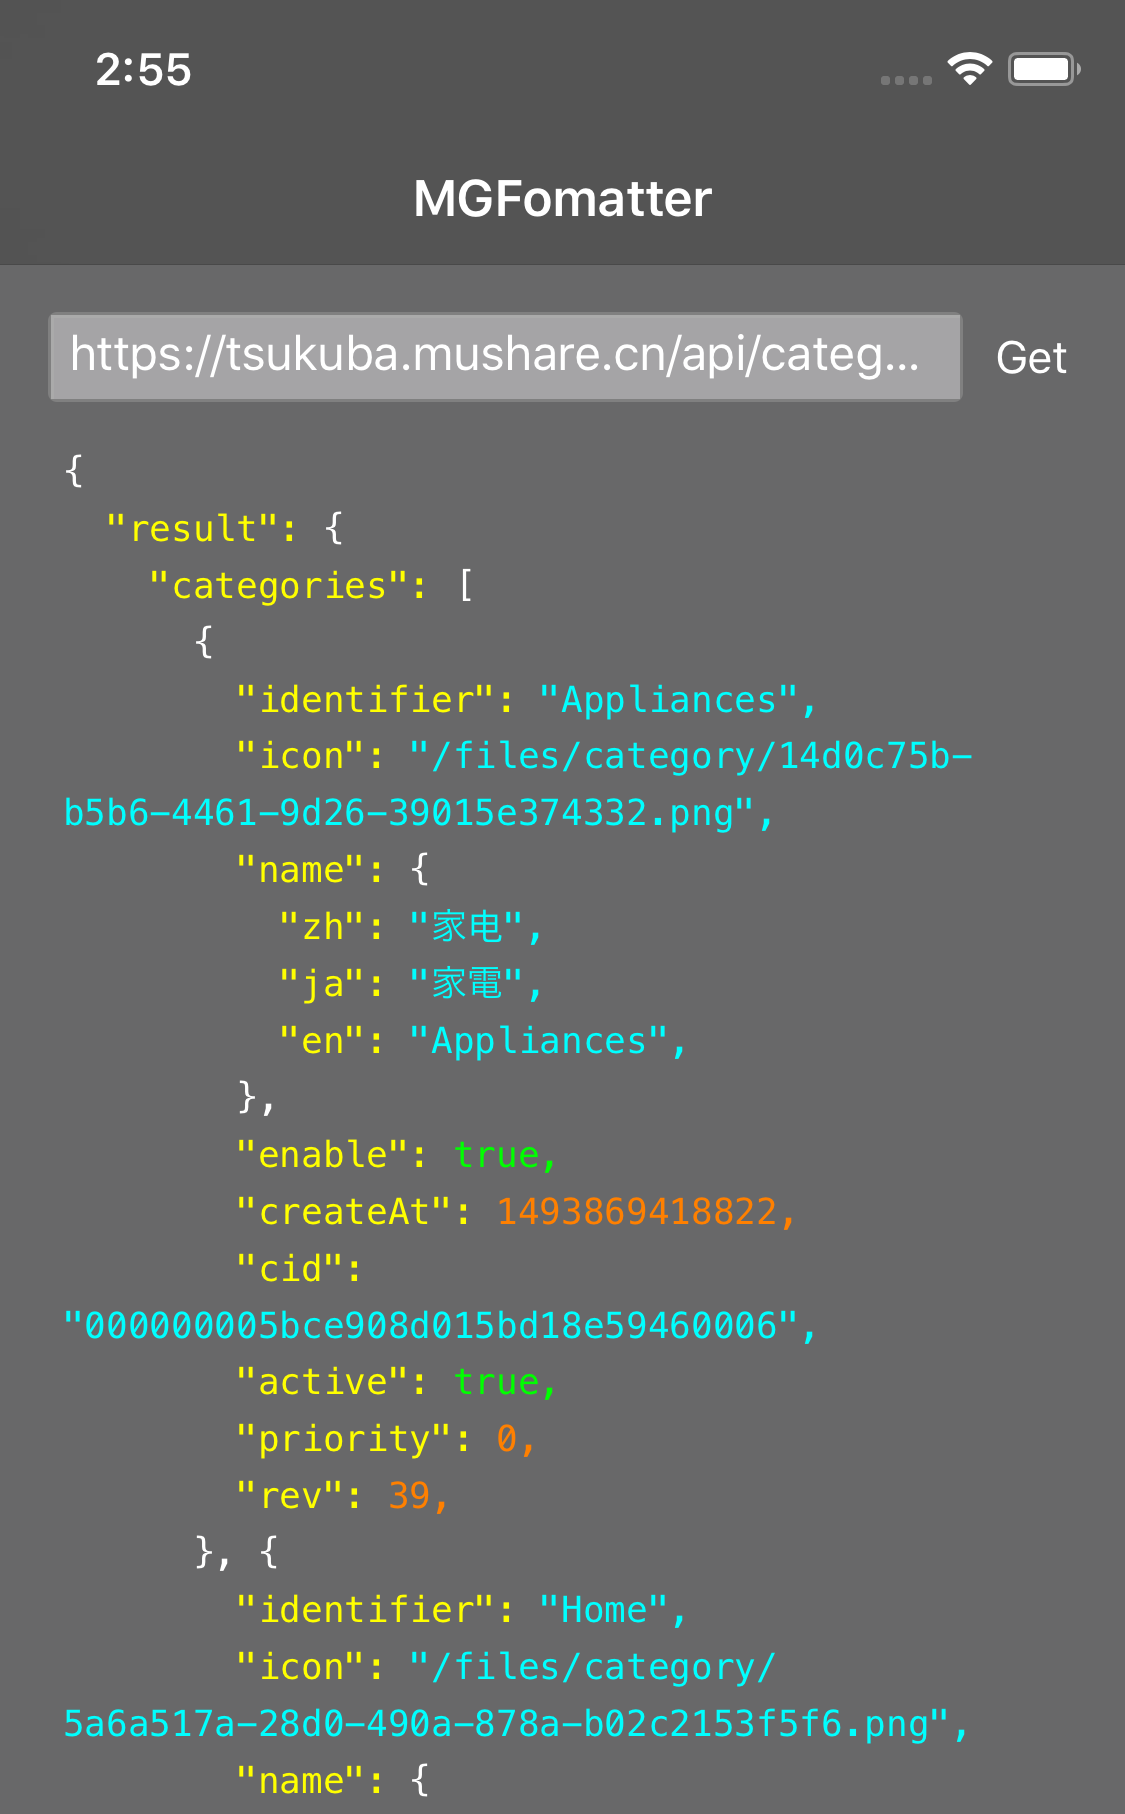 2:55
MGFomatter
https://tsukuba.mushare.cn/api/categ... Get
{
"result": {
"categories": [
{
"identifier": "Appliances",
"icon": "/files/category/14d0c75b-
b5b6-4461-9d26-39015e374332.png",
"name": {
"zh": "家电",
"ja": "家電",
"en": "Appliances",
},
"enable": true,
"createAt": 1493869418822,
"cid":
"000000005bce908d015bd18e59460006",
"active": true,
"priority": 0,
"rev": 39,
}, {
"identifier": "Home",
"icon": "/files/category/
5a6a517a-28d0-490a-878a-b02c2153f5f6.png",
"name": {